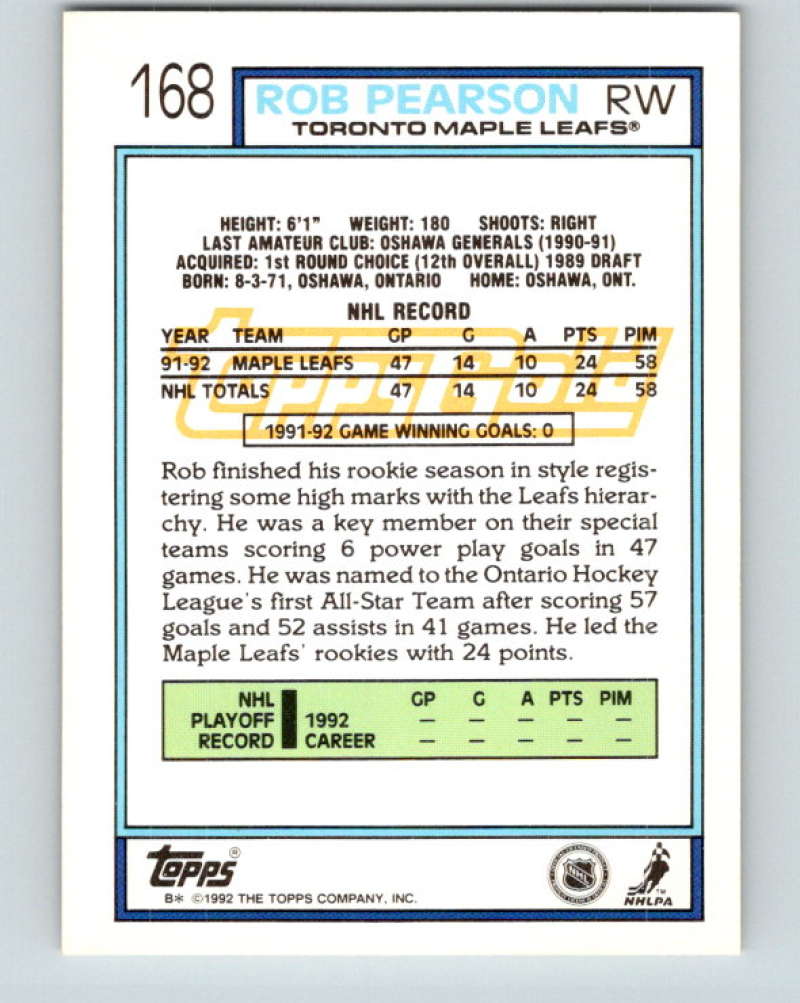 168 ROB PEARSON RW
TORONTO MAPLE LEAFS®
HEIGHT: 6'1" WEIGHT: 180 SHOOTS: RIGHT
LAST AMATEUR CLUB: OSHAWA GENERALS (1990-91)
ACQUIRED: 1st ROUND CHOICE (12th OVERALL) 1989 DRAFT
BORN: 8-3-71, OSHAWA, ONTARIO HOME: OSHAWA, ONT.
NHL RECORD
YEAR TEAM GP G A PTS PIM
91-92 MAPLE LEAFS 47 14 10 24 58
NHL TOTALS 47 14 10 24 58
ToppsGold
1991-92 GAME WINNING GOALS: 0
Rob finished his rookie season in style regis-
tering some high marks with the Leafs hierar-
chy. He was a key member on their special
teams scoring 6 power play goals in 47
games. He was named to the Ontario Hockey
League's first All-Star Team after scoring 57
goals and 52 assists in 41 games. He led the
Maple Leafs' rookies with 24 points.
NHL GP G A PTS PIM
PLAYOFF 1992 – – – – –
RECORD CAREER – – – – –
Topps®
B* ©1992 THE TOPPS COMPANY, INC.
NHL
TM
NHLPA